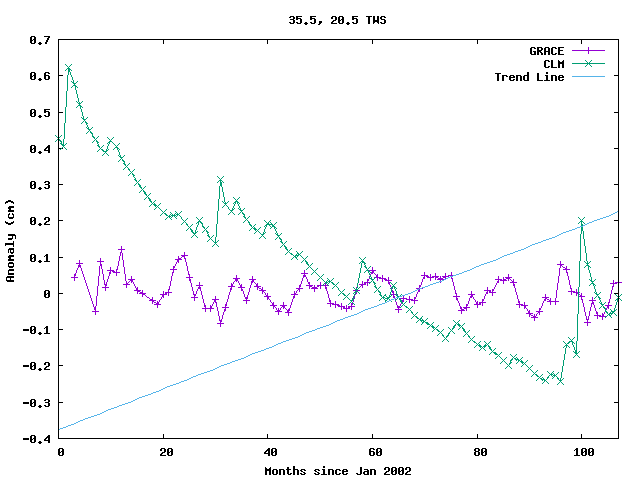 35.5, 20.5 TWS
GRACE
CLM
Trend Line
0.7
0.6
0.5
0.4
0.3
0.2
0.1
0
-0.1
-0.2
-0.3
-0.4
Anomaly (cm)
0 20 40 60 80 100
Months since Jan 2002